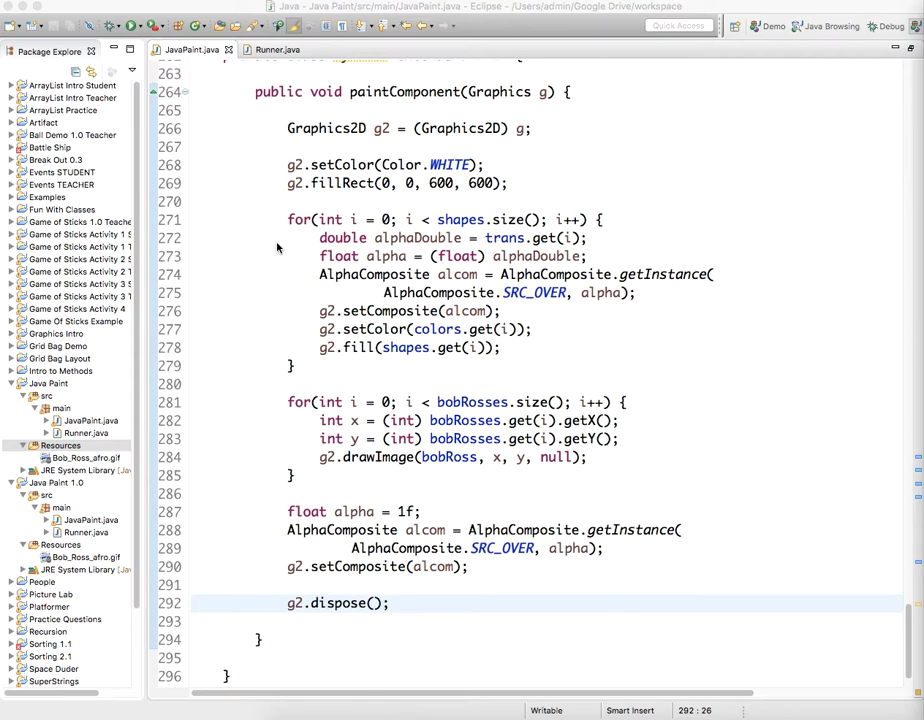 Java - Java Paint/src/main/JavaPaint.java - Eclipse - /Users/admin/Google Drive/workspace
Quick Access
Demo
Java Browsing
Debug
Package Explorer
ArrayList Intro Student
ArrayList Intro Teacher
ArrayList Practice
Artifact
Ball Demo 1.0 Teacher
Battle Ship
Break Out 0.3
Events STUDENT
Events TEACHER
Examples
Fun With Classes
Game of Sticks 1.0 Teache
Game of Sticks Activity 1
Game of Sticks Activity 1 T
Game of Sticks Activity 2
Game of Sticks Activity 2 T
Game of Sticks Activity 3
Game of Sticks Activity 3 T
Game of Sticks Activity 4
Game Of Sticks Example
Graphics Intro
Grid Bag Demo
Grid Bag Layout
Intro to Methods
Java Paint
src
main
JavaPaint.java
Runner.java
Resources
Bob_Ross_afro.gif
JRE System Library [Jav
Java Paint 1.0
src
main
JavaPaint.java
Runner.java
Resources
Bob_Ross_afro.gif
JRE System Library [Jav
People
Picture Lab
Platformer
Practice Questions
Recursion
Sorting 1.1
Sorting 2.1
Space Duder
SuperStrings
JavaPaint.java
Runner.java
263
264 public void paintComponent(Graphics g) {
265
266 Graphics2D g2 = (Graphics2D) g;
267
268 g2.setColor(Color.WHITE);
269 g2.fillRect(0, 0, 600, 600);
270
271 for(int i = 0; i < shapes.size(); i++) {
272 double alphaDouble = trans.get(i);
273 float alpha = (float) alphaDouble;
274 AlphaComposite alcom = AlphaComposite.getInstance(
275 AlphaComposite.SRC_OVER, alpha);
276 g2.setComposite(alcom);
277 g2.setColor(colors.get(i));
278 g2.fill(shapes.get(i));
279 }
280
281 for(int i = 0; i < bobRosses.size(); i++) {
282 int x = (int) bobRosses.get(i).getX();
283 int y = (int) bobRosses.get(i).getY();
284 g2.drawImage(bobRoss, x, y, null);
285 }
286
287 float alpha = 1f;
288 AlphaComposite alcom = AlphaComposite.getInstance(
289 AlphaComposite.SRC_OVER, alpha);
290 g2.setComposite(alcom);
291
292 g2.dispose();
293
294 }
295
296 }
Writable
Smart Insert
292 : 26